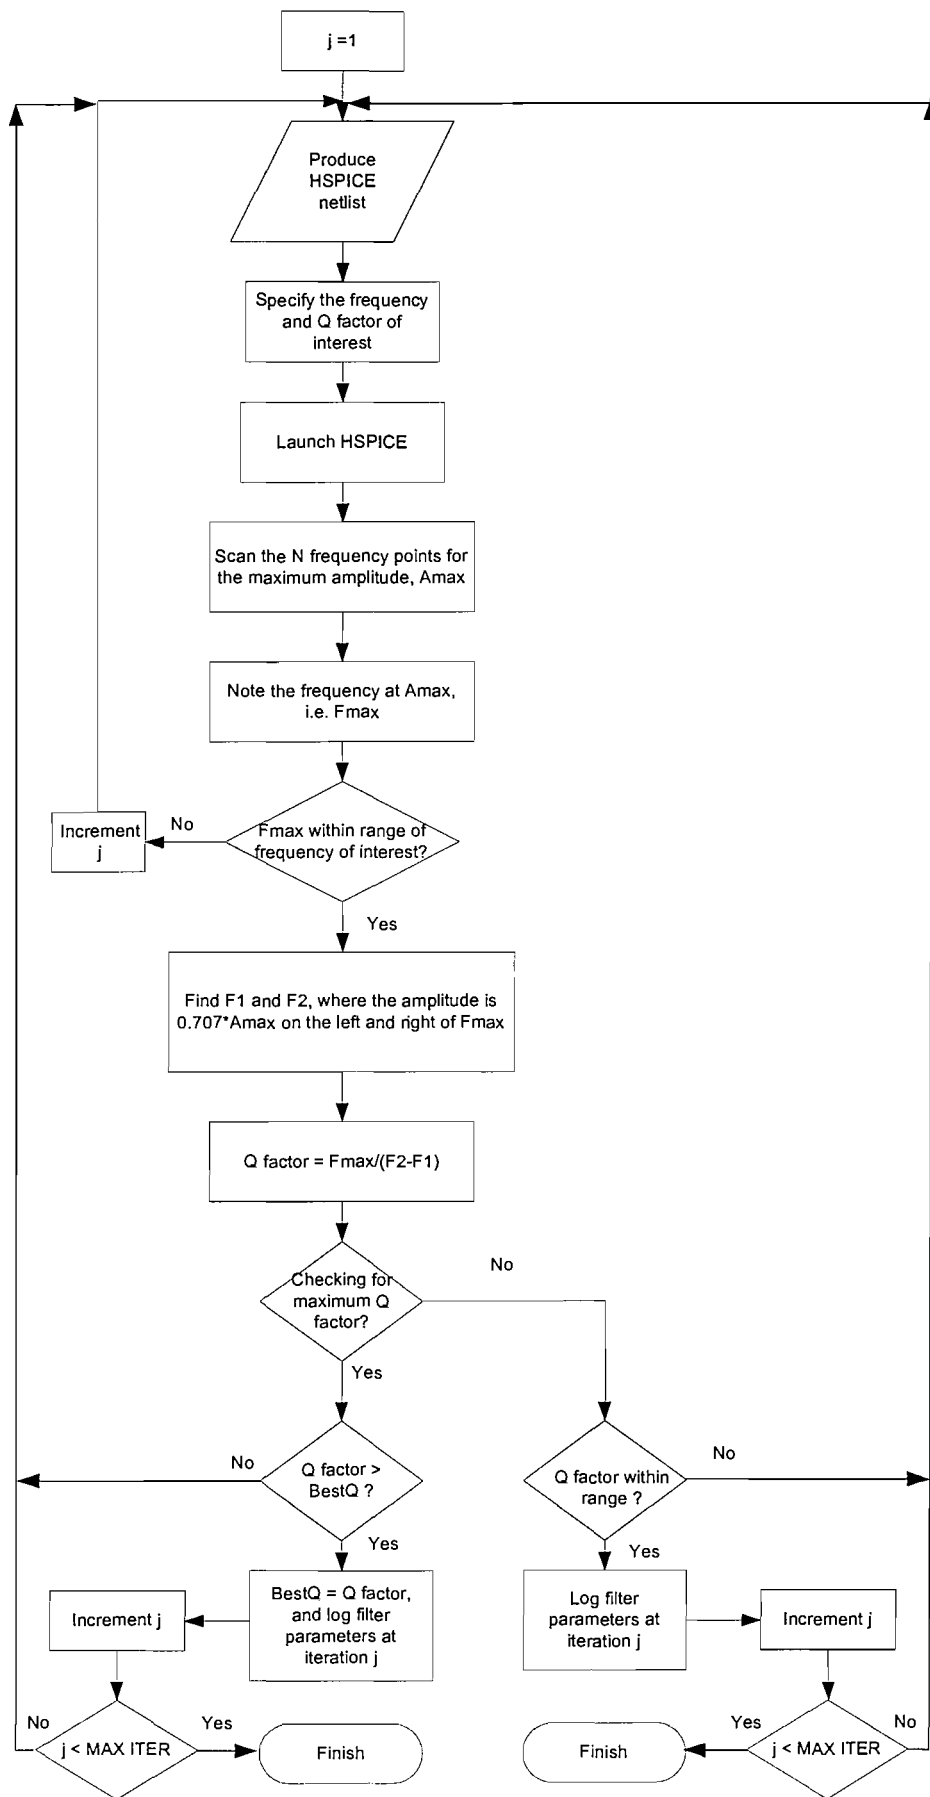 j =1
Produce
HSPICE
netlist
Specify the frequency
and Q factor of
interest
Launch HSPICE
Scan the N frequency points for
the maximum amplitude, Amax
Note the frequency at Amax,
i.e. Fmax
Fmax within range of
frequency of interest?
No
Increment
j
Yes
Find F1 and F2, where the amplitude is
0.707*Amax on the left and right of Fmax
Q factor = Fmax/(F2-F1)
Checking for
maximum Q
factor?
No
Yes
Q factor >
BestQ ?
No
Q factor within
range ?
No
Yes
Yes
BestQ = Q factor,
and log filter
parameters at
iteration j
Increment j
Log filter
parameters at
iteration j
Increment j
No
j < MAX ITER
Yes
Finish
Finish
Yes
j < MAX ITER
No